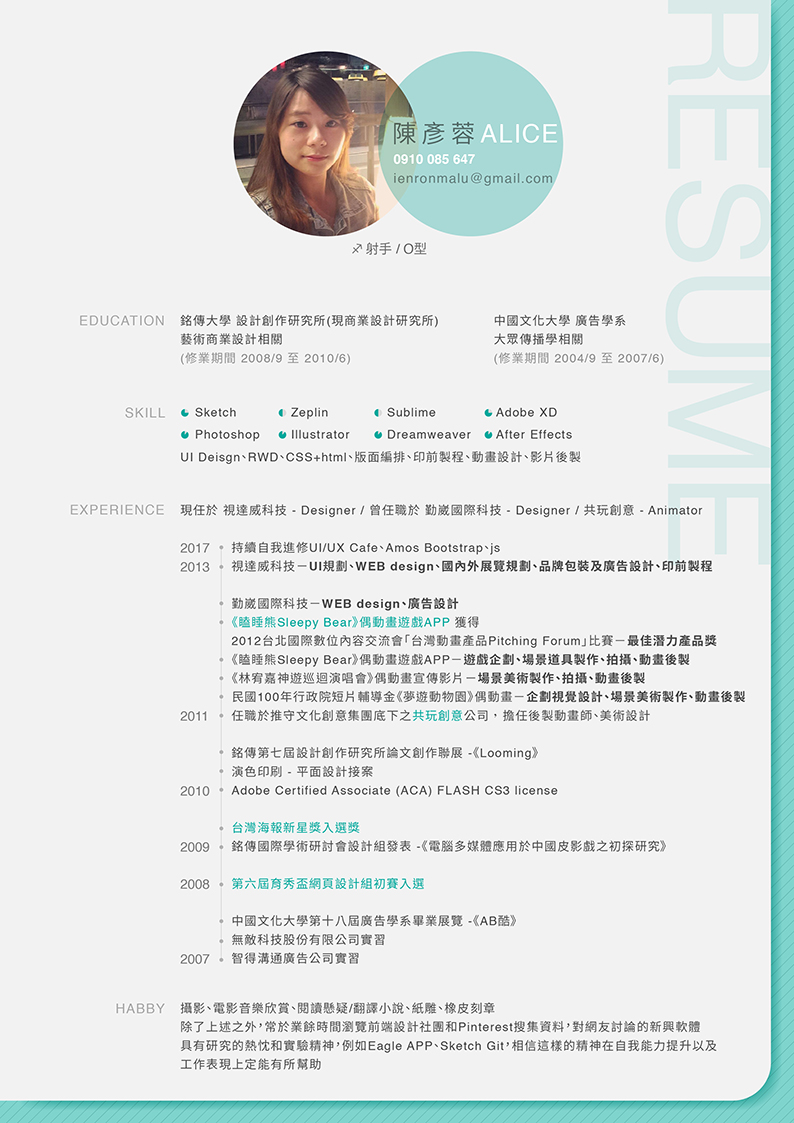 RESUME
陳彥蓉 ALICE
0910 085 647
ienronmalu@gmail.com
♐ 射手 / O型
EDUCATION
銘傳大學 設計創作研究所(現商業設計研究所)
藝術商業設計相關
(修業期間 2008/9 至 2010/6)
中國文化大學 廣告學系
大眾傳播學相關
(修業期間 2004/9 至 2007/6)
SKILL
Sketch Zeplin Sublime Adobe XD
Photoshop Illustrator Dreamweaver After Effects
UI Deisgn、RWD、CSS+html、版面編排、印前製程、動畫設計、影片後製
EXPERIENCE
現任於 視達威科技 - Designer / 曾任職於 勤崴國際科技 - Designer / 共玩創意 - Animator
2017 持續自我進修UI/UX Cafe、Amos Bootstrap、js
2013 視達威科技－UI規劃、WEB design、國內外展覽規劃、品牌包裝及廣告設計、印前製程
勤崴國際科技－WEB design、廣告設計
《瞌睡熊Sleepy Bear》偶動畫遊戲APP 獲得
2012台北國際數位內容交流會「台灣動畫產品Pitching Forum」比賽－最佳潛力產品獎
《瞌睡熊Sleepy Bear》偶動畫遊戲APP－遊戲企劃、場景道具製作、拍攝、動畫後製
《林宥嘉神遊巡迴演唱會》偶動畫宣傳影片－場景美術製作、拍攝、動畫後製
民國100年行政院短片輔導金《夢遊動物園》偶動畫－企劃視覺設計、場景美術製作、動畫後製
2011 任職於推守文化創意集團底下之共玩創意公司，擔任後製動畫師、美術設計
銘傳第七屆設計創作研究所論文創作聯展 -《Looming》
演色印刷 - 平面設計接案
2010 Adobe Certified Associate (ACA) FLASH CS3 license
台灣海報新星獎入選獎
2009 銘傳國際學術研討會設計組發表 -《電腦多媒體應用於中國皮影戲之初探研究》
2008 第六屆育秀盃網頁設計組初賽入選
中國文化大學第十八屆廣告學系畢業展覽 -《AB酷》
無敵科技股份有限公司實習
2007 智得溝通廣告公司實習
HABBY
攝影、電影音樂欣賞、閱讀懸疑/翻譯小說、紙雕、橡皮刻章
除了上述之外，常於業餘時間瀏覽前端設計社團和Pinterest搜集資料，對網友討論的新興軟體
具有研究的熱忱和實驗精神，例如Eagle APP、Sketch Git，相信這樣的精神在自我能力提升以及
工作表現上定能有所幫助